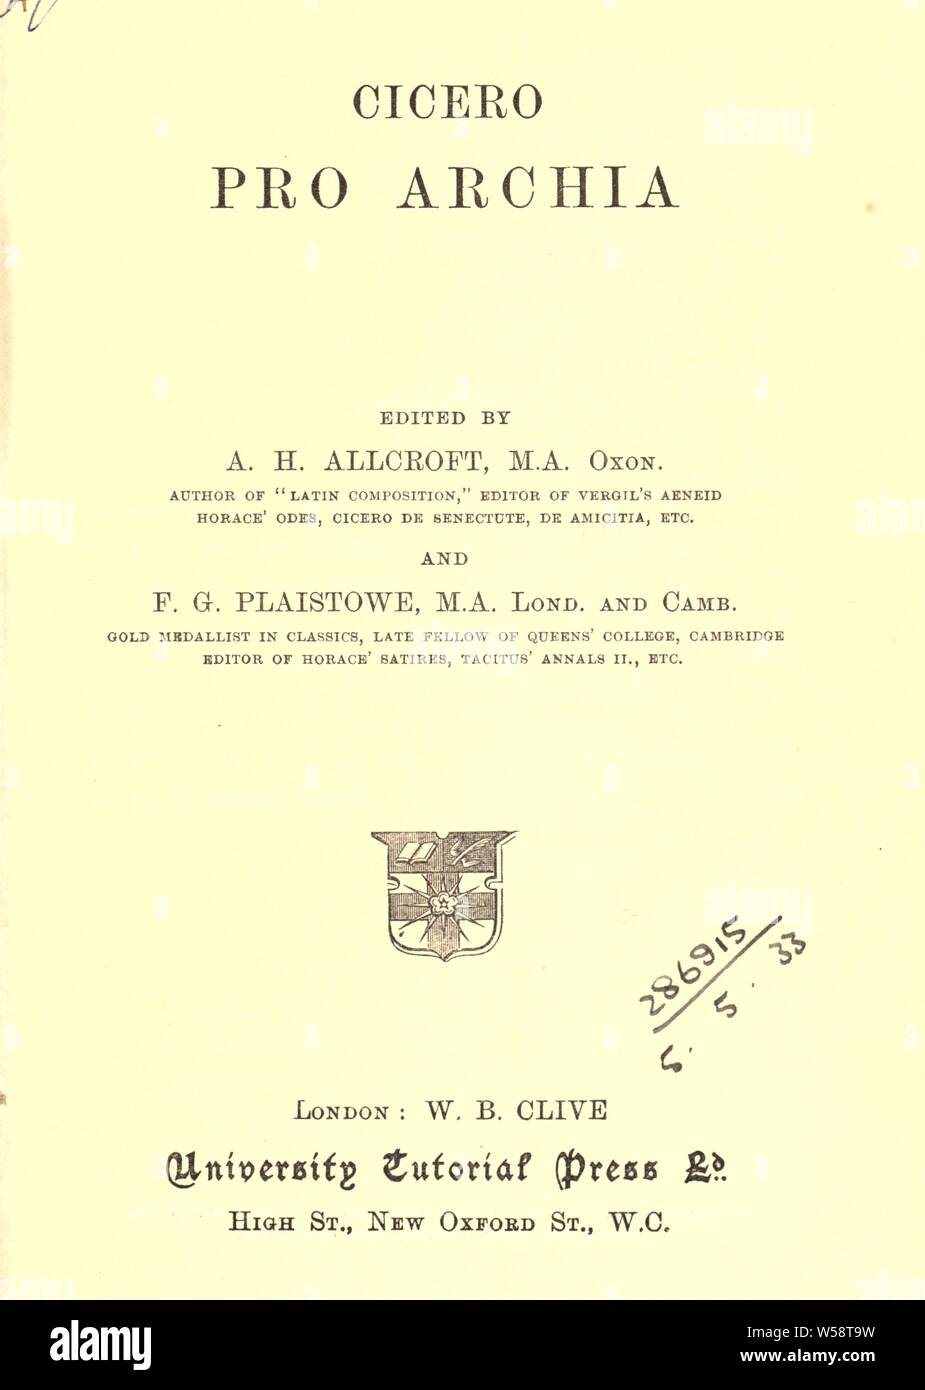 CICERO
PRO ARCHIA
EDITED BY
A. H. ALLCROFT, M.A. OXON.
AUTHOR OF “LATIN COMPOSITION,” EDITOR OF VERGIL'S AENEID
HORACE' ODES, CICERO DE SENECTUTE, DE AMICITIA, ETC.
AND
F. G. PLAISTOWE, M.A. LOND. AND CAMB.
GOLD MEDALLIST IN CLASSICS, LATE FELLOW OF QUEENS' COLLEGE, CAMBRIDGE
EDITOR OF HORACE' SATIRES, TACITUS' ANNALS II., ETC.
286915
5. 5. 33
LONDON : W. B. CLIVE
University Tutorial Press Ld.
HIGH ST., NEW OXFORD ST., W.C.
alamy
Image ID: W58T9W
www.alamy.com